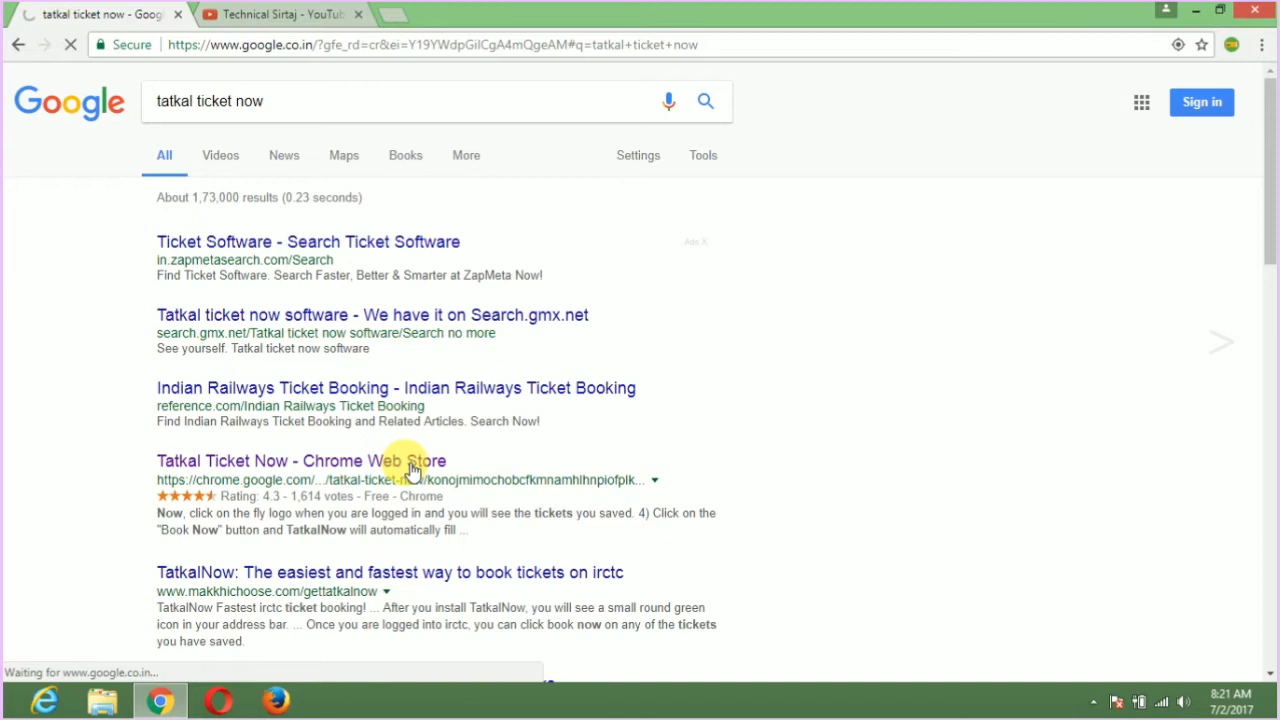 tatkal ticket now - Goog
Technical Sirtaj - YouTub
Secure
https://www.google.co.in/?gfe_rd=cr&ei=Y19YWdpGilCgA4mQgeAM#q=tatkal+ticket+now
Google
tatkal ticket now
Sign in
All Videos News Maps Books More Settings Tools
About 1,73,000 results (0.23 seconds)
Ticket Software - Search Ticket Software
Ads X
in.zapmetasearch.com/Search
Find Ticket Software. Search Faster, Better & Smarter at ZapMeta Now!
Tatkal ticket now software - We have it on Search.gmx.net
search.gmx.net/Tatkal ticket now software/Search no more
See yourself. Tatkal ticket now software
Indian Railways Ticket Booking - Indian Railways Ticket Booking
reference.com/Indian Railways Ticket Booking
Find Indian Railways Ticket Booking and Related Articles. Search Now!
Tatkal Ticket Now - Chrome Web Store
https://chrome.google.com/.../tatkal-ticket-now/konojmimochobcfkmnamhlhnpiofplk...
Rating: 4.3 - 1,614 votes - Free - Chrome
Now, click on the fly logo when you are logged in and you will see the tickets you saved. 4) Click on the
"Book Now" button and TatkalNow will automatically fill ...
TatkalNow: The easiest and fastest way to book tickets on irctc
www.makkhichoose.com/gettatkalnow
TatkalNow Fastest irctc ticket booking! ... After you install TatkalNow, you will see a small round green
icon in your address bar. ... Once you are logged into irctc, you can click book now on any of the tickets
you have saved.
Waiting for www.google.co.in...
8:21 AM
7/2/2017